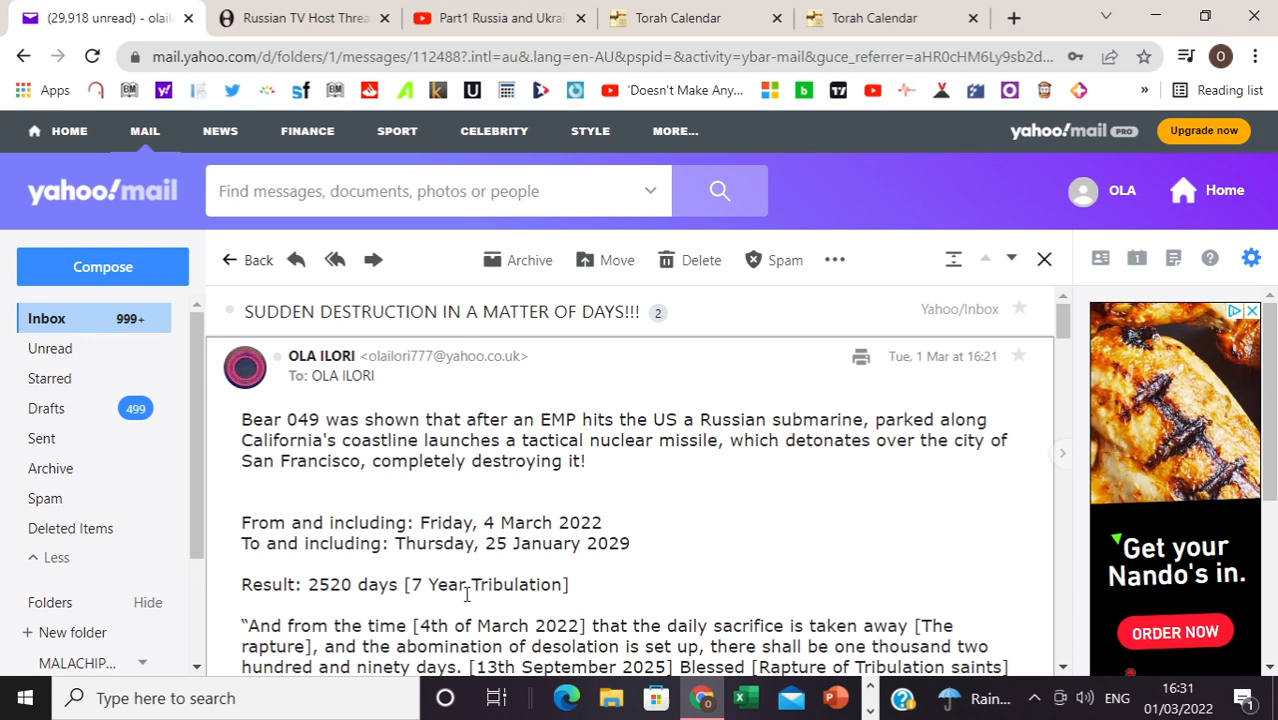 (29,918 unread) - olail
Russian TV Host Threa
Part1 Russia and Ukrai
Torah Calendar
Torah Calendar
mail.yahoo.com/d/folders/1/messages/112488?.intl=au&.lang=en-AU&pspid=&activity=ybar-mail&guce_referrer=aHR0cHM6Ly9sb2d...
Apps
'Doesn't Make Any...
Reading list
HOME MAIL NEWS FINANCE SPORT CELEBRITY STYLE MORE...
yahoo!mail PRO
Upgrade now
yahoo!mail
Find messages, documents, photos or people
OLA
Home
Compose
Back
Archive
Move
Delete
Spam
Inbox 999+
Unread
Starred
Drafts 499
Sent
Archive
Spam
Deleted Items
Less
Folders Hide
New folder
MALACHIP...
SUDDEN DESTRUCTION IN A MATTER OF DAYS!!! 2
Yahoo/Inbox
OLA ILORI <olailori777@yahoo.co.uk>
Tue, 1 Mar at 16:21
To: OLA ILORI
Bear 049 was shown that after an EMP hits the US a Russian submarine, parked along
California's coastline launches a tactical nuclear missile, which detonates over the city of
San Francisco, completely destroying it!
From and including: Friday, 4 March 2022
To and including: Thursday, 25 January 2029
Result: 2520 days [7 Year Tribulation]
“And from the time [4th of March 2022] that the daily sacrifice is taken away [The
rapture], and the abomination of desolation is set up, there shall be one thousand two
hundred and ninety days. [13th September 2025] Blessed [Rapture of Tribulation saints]
Get your
Nando's in.
ORDER NOW
Type here to search
Rain...
ENG
16:31
01/03/2022
1